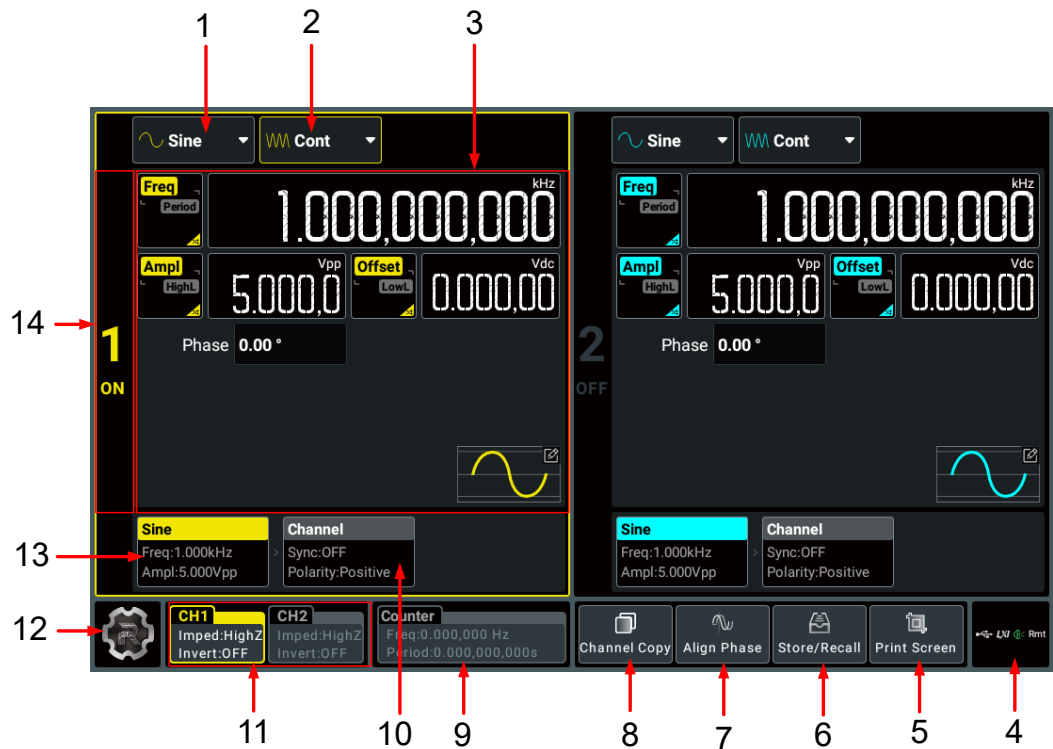 1 2 3
Sine Cont Sine Cont
Freq kHz Freq kHz
Period 1.000,000,000 Period 1.000,000,000
Ampl Vpp Offset Vdc Ampl Vpp Offset Vdc
HighL 5.000,0 LowL 0.000,00 HighL 5.000,0 LowL 0.000,00
14
1 Phase 0.00 ° 2 Phase 0.00 °
ON OFF
Sine Channel Sine Channel
13 Freq:1.000kHz > Sync:OFF Freq:1.000kHz > Sync:OFF
Ampl:5.000Vpp Polarity:Positive Ampl:5.000Vpp Polarity:Positive
CH1 CH2 Counter
12 R Imped:HighZ Imped:HighZ Freq:0.000,000 Hz LXI Rmt
Invert:OFF Invert:OFF Period:0.000,000,000s Channel Copy Align Phase Store/Recall Print Screen
11 10 9 8 7 6 5 4